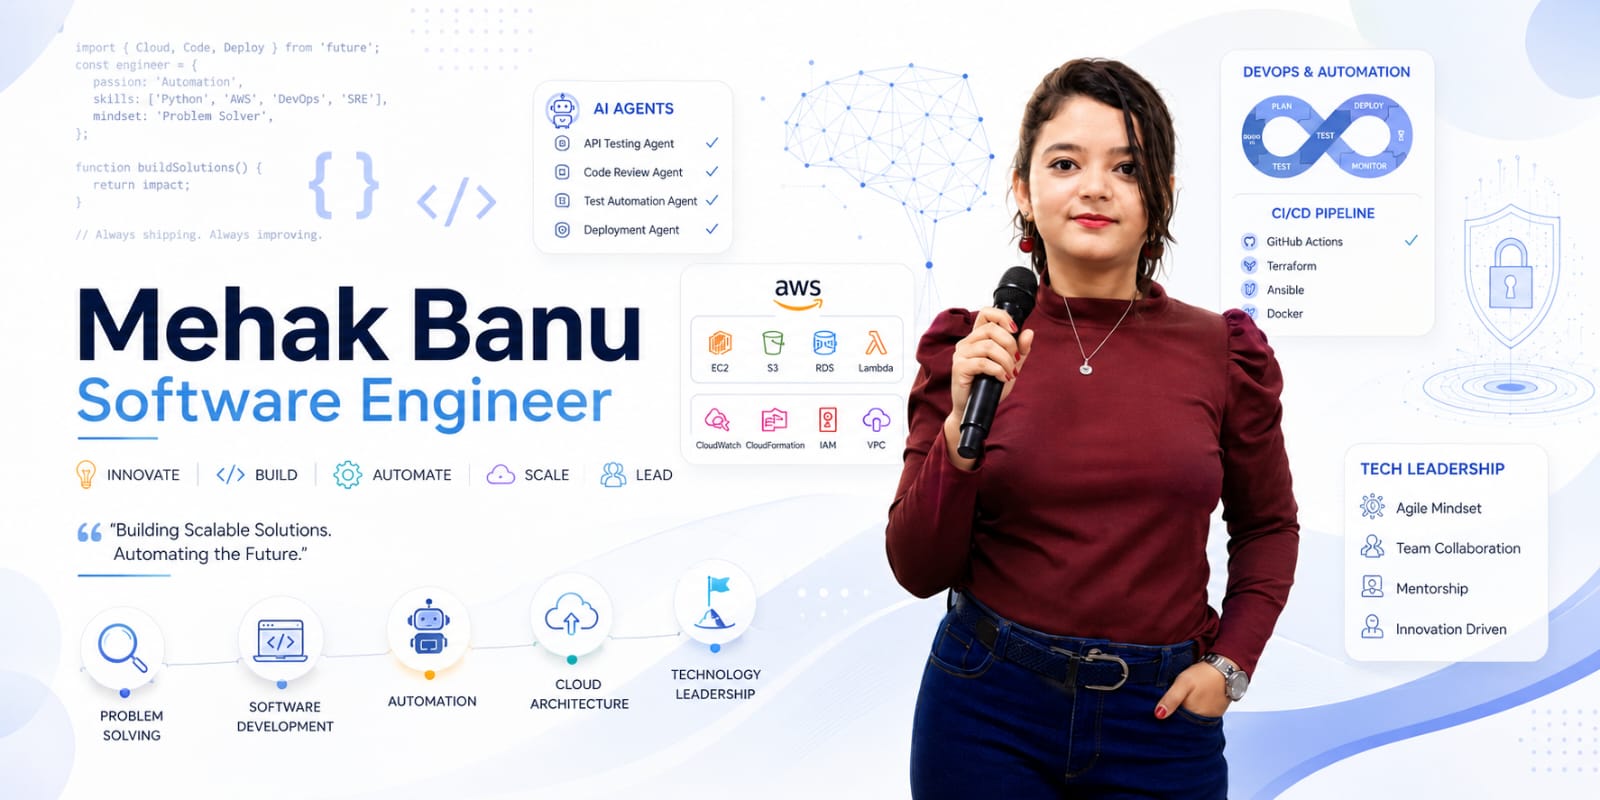 import { Cloud, Code, Deploy } from 'future';
const engineer = {
passion: 'Automation',
skills: ['Python', 'AWS', 'DevOps', 'SRE'],
mindset: 'Problem Solver',
};
function buildSolutions() {
return impact;
}
// Always shipping. Always improving.
{ }
</>
Mehak Banu
Software Engineer
INNOVATE
</> BUILD
AUTOMATE
SCALE
LEAD
“Building Scalable Solutions.
Automating the Future.”
PROBLEM
SOLVING
</>
SOFTWARE
DEVELOPMENT
AUTOMATION
CLOUD
ARCHITECTURE
TECHNOLOGY
LEADERSHIP
AI AGENTS
API Testing Agent
Code Review Agent
Test Automation Agent
Deployment Agent
aws
EC2
S3
RDS
Lambda
CloudWatch
CloudFormation
IAM
VPC
DEVOPS & AUTOMATION
PLAN
DEPLOY
TEST
TEST
MONITOR
CI/CD PIPELINE
GitHub Actions
Terraform
Ansible
Docker
TECH LEADERSHIP
Agile Mindset
Team Collaboration
Mentorship
Innovation Driven